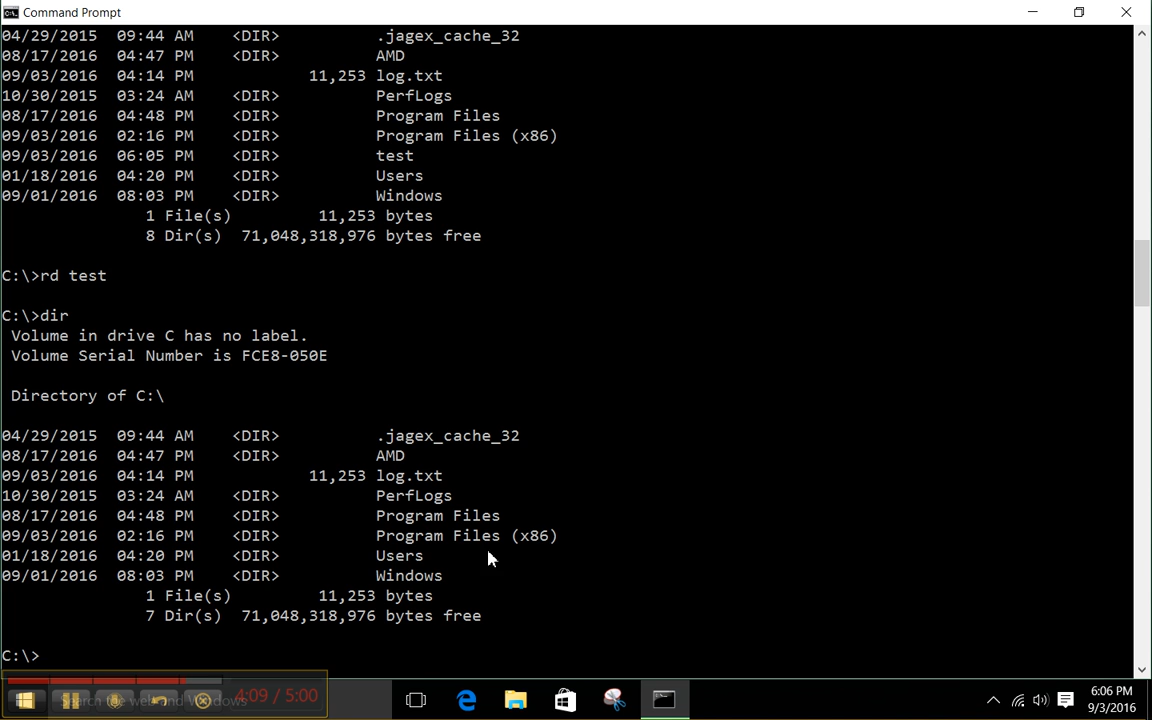 Command Prompt
04/29/2015  09:44 AM    <DIR>          .jagex_cache_32
08/17/2016  04:47 PM    <DIR>          AMD
09/03/2016  04:14 PM            11,253 log.txt
10/30/2015  03:24 AM    <DIR>          PerfLogs
08/17/2016  04:48 PM    <DIR>          Program Files
09/03/2016  02:16 PM    <DIR>          Program Files (x86)
09/03/2016  06:05 PM    <DIR>          test
01/18/2016  04:20 PM    <DIR>          Users
09/01/2016  08:03 PM    <DIR>          Windows
1 File(s)         11,253 bytes
8 Dir(s)  71,048,318,976 bytes free
C:\>rd test
C:\>dir
Volume in drive C has no label.
Volume Serial Number is FCE8-050E
Directory of C:\
04/29/2015  09:44 AM    <DIR>          .jagex_cache_32
08/17/2016  04:47 PM    <DIR>          AMD
09/03/2016  04:14 PM            11,253 log.txt
10/30/2015  03:24 AM    <DIR>          PerfLogs
08/17/2016  04:48 PM    <DIR>          Program Files
09/03/2016  02:16 PM    <DIR>          Program Files (x86)
01/18/2016  04:20 PM    <DIR>          Users
09/01/2016  08:03 PM    <DIR>          Windows
1 File(s)         11,253 bytes
7 Dir(s)  71,048,318,976 bytes free
C:\>
Search the web and Windows
4:09 / 5:00
6:06 PM
9/3/2016